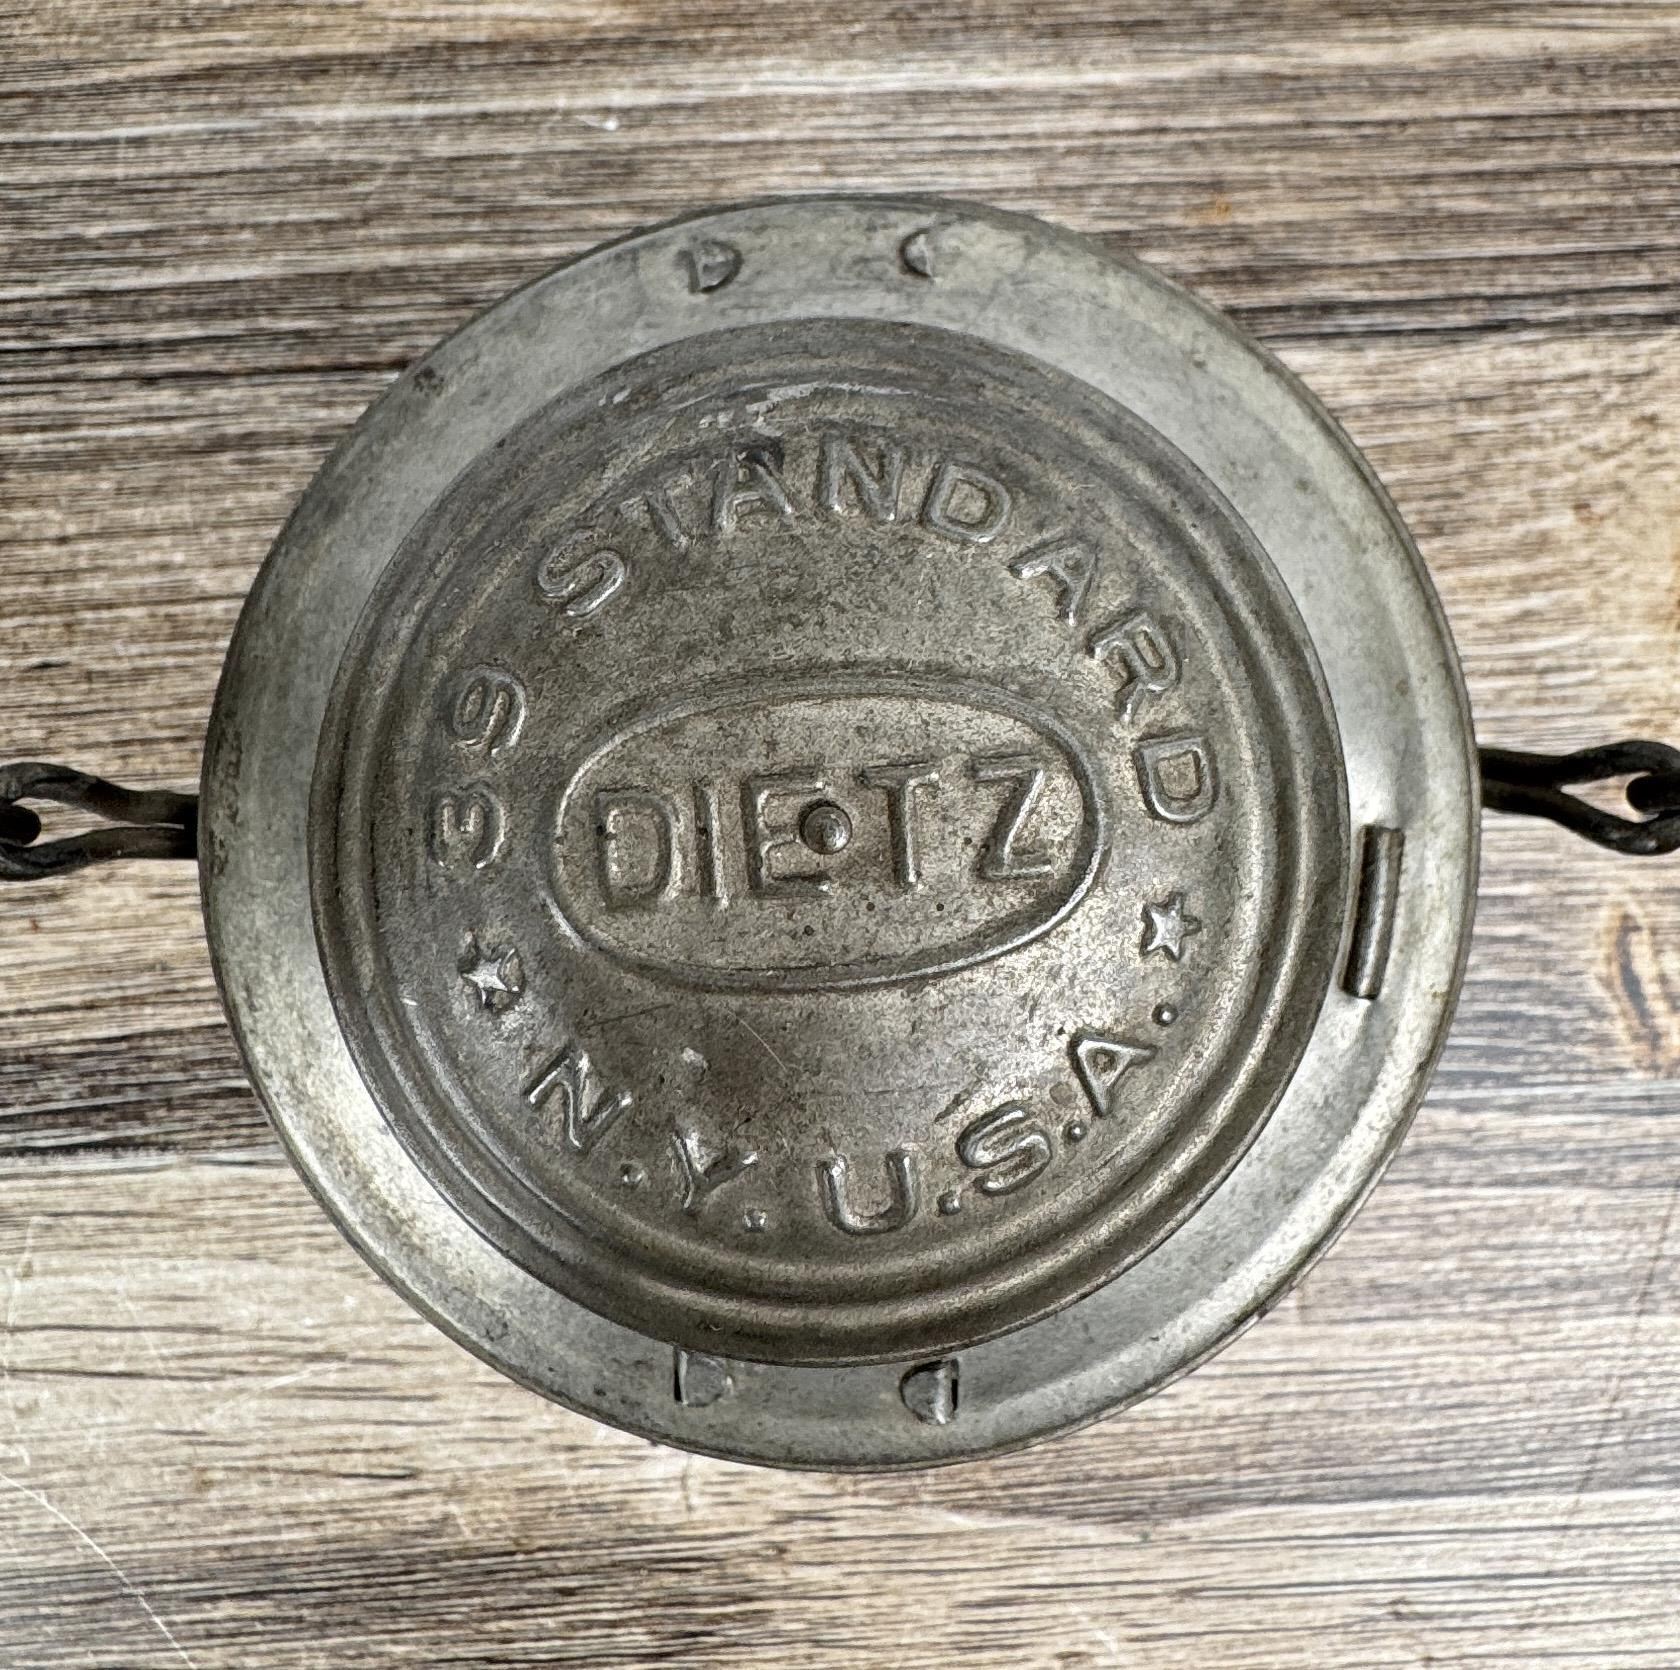 39 STANDARD
DIETZ
★ N.Y. U.S.A. ★